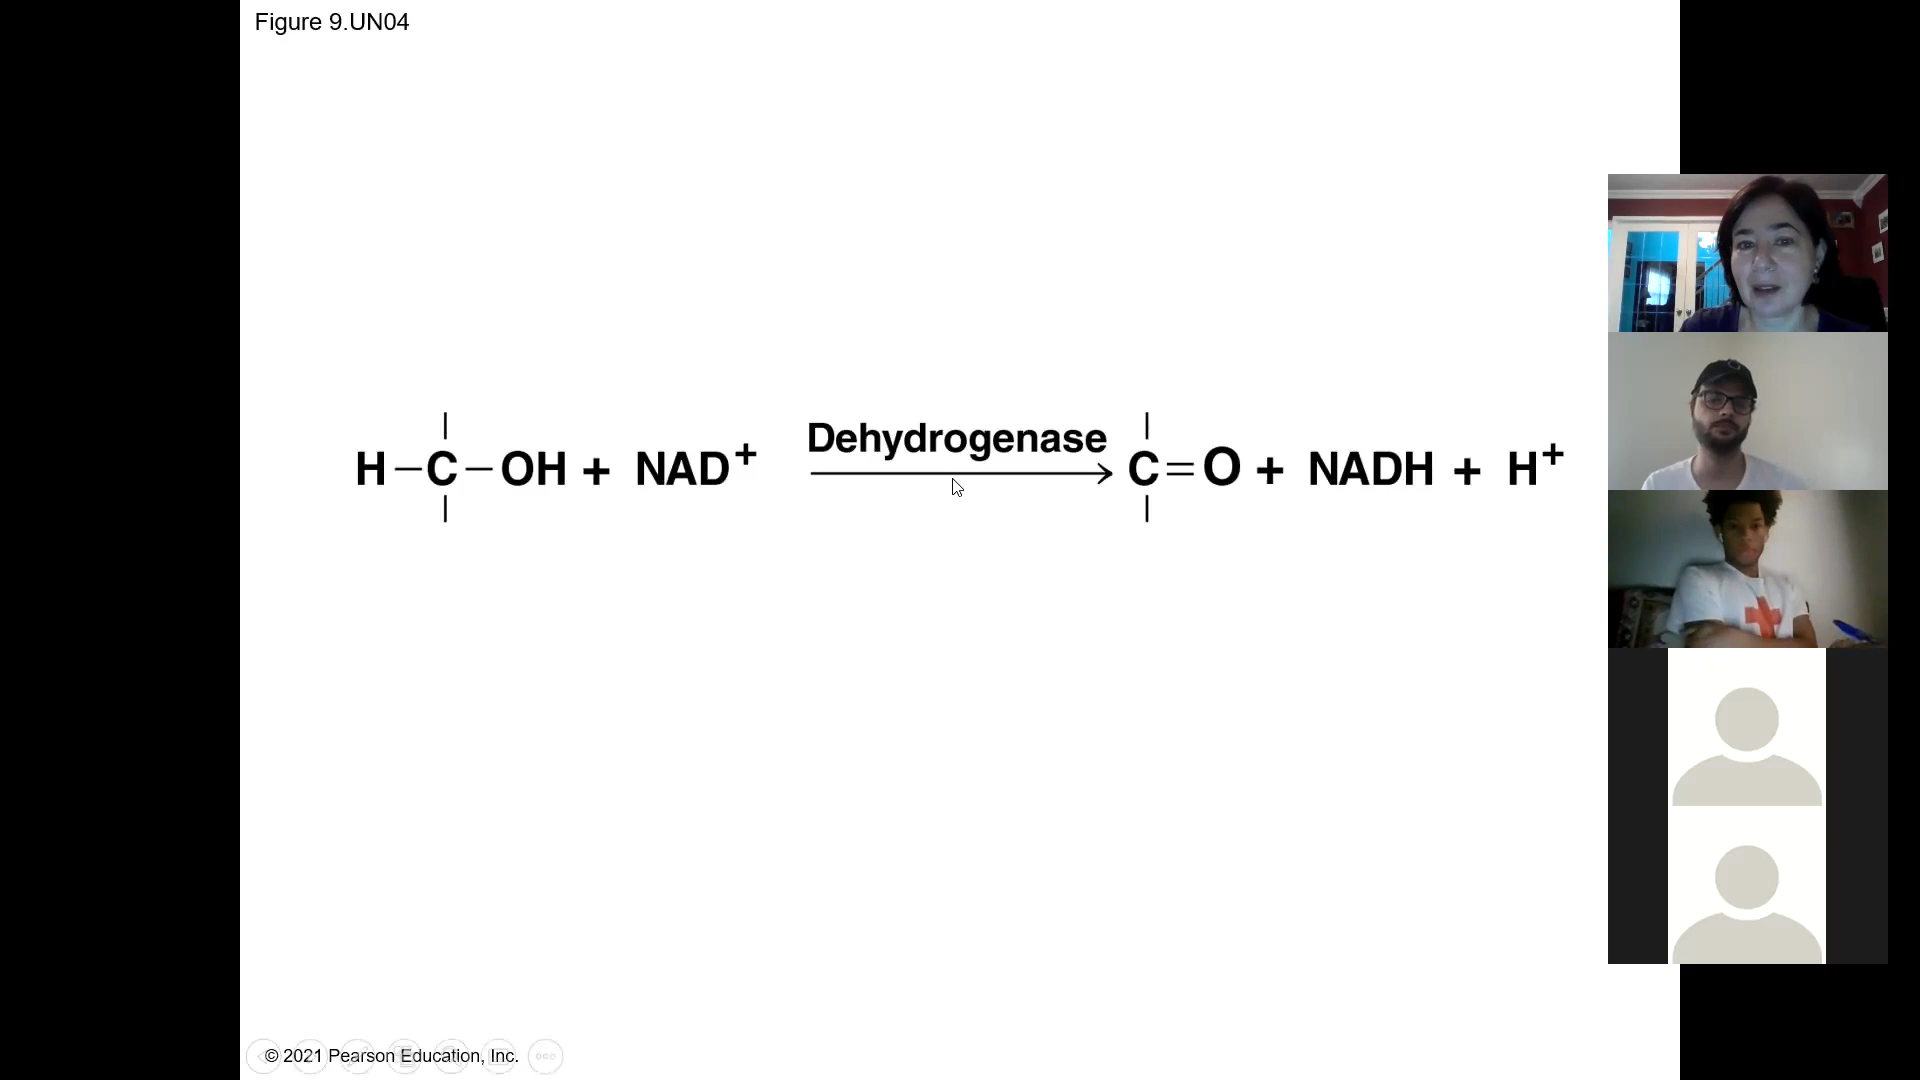 Figure 9.UN04
Dehydrogenase
H–C–OH + NAD⁺ → C=O + NADH + H⁺
© 2021 Pearson Education, Inc.